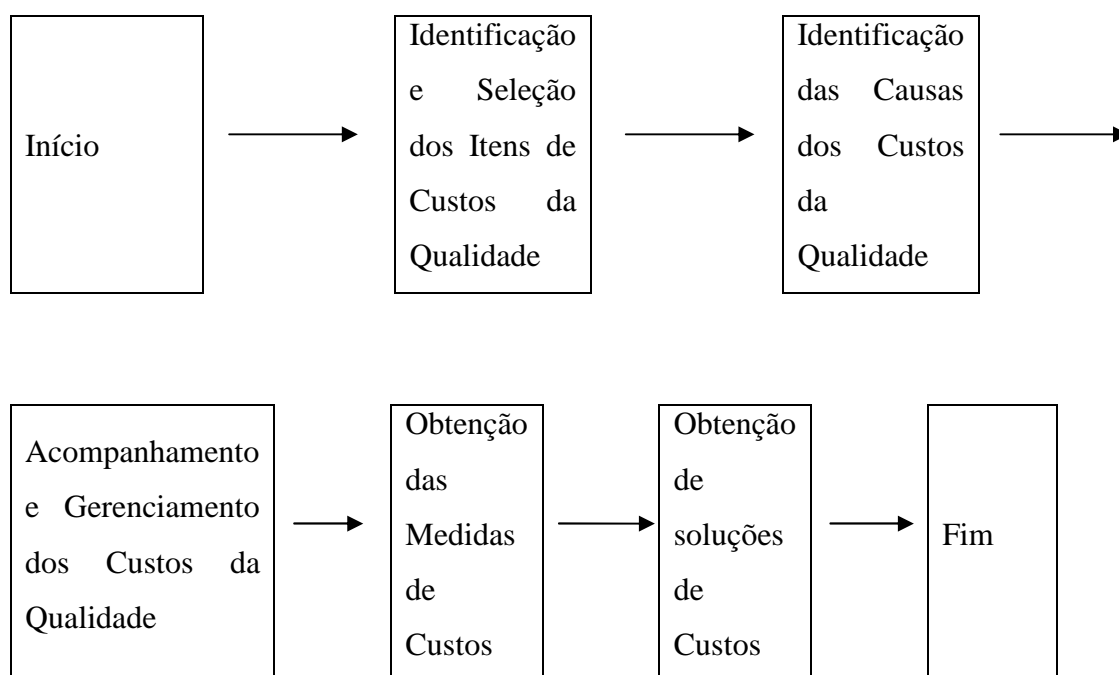 Início
Identificação
e Seleção
dos Itens de
Custos da
Qualidade
Identificação
das Causas
dos Custos
da
Qualidade
Acompanhamento
e Gerenciamento
dos Custos da
Qualidade
Obtenção
das
Medidas
de
Custos
Obtenção
de
soluções
de
Custos
Fim